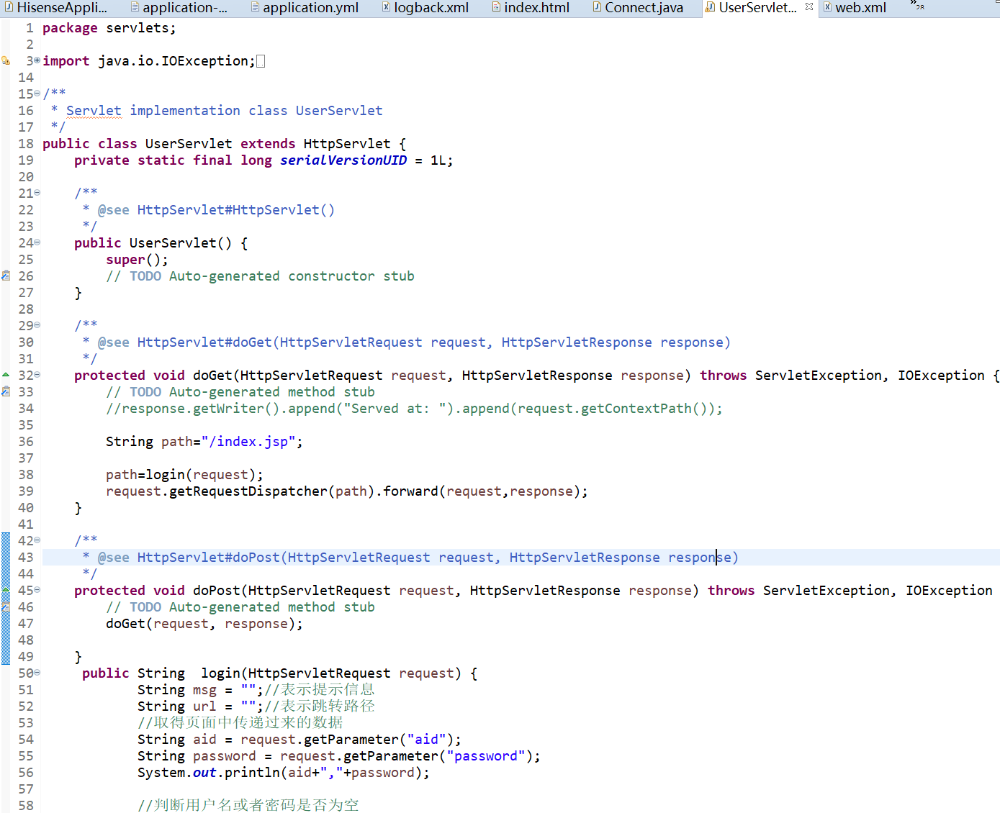 HisenseAppli... application-... application.yml logback.xml index.html Connect.java UserServlet... web.xml »28
1 package servlets;
2
3 import java.io.IOException;
14
15 /**
16  * Servlet implementation class UserServlet
17  */
18 public class UserServlet extends HttpServlet {
19     private static final long serialVersionUID = 1L;
20
21     /**
22      * @see HttpServlet#HttpServlet()
23      */
24     public UserServlet() {
25         super();
26         // TODO Auto-generated constructor stub
27     }
28
29     /**
30      * @see HttpServlet#doGet(HttpServletRequest request, HttpServletResponse response)
31      */
32     protected void doGet(HttpServletRequest request, HttpServletResponse response) throws ServletException, IOException {
33         // TODO Auto-generated method stub
34         //response.getWriter().append("Served at: ").append(request.getContextPath());
35
36         String path="/index.jsp";
37
38         path=login(request);
39         request.getRequestDispatcher(path).forward(request,response);
40     }
41
42     /**
43      * @see HttpServlet#doPost(HttpServletRequest request, HttpServletResponse response)
44      */
45     protected void doPost(HttpServletRequest request, HttpServletResponse response) throws ServletException, IOException
46         // TODO Auto-generated method stub
47         doGet(request, response);
48
49     }
50      public String  login(HttpServletRequest request) {
51             String msg = "";//表示提示信息
52             String url = "";//表示跳转路径
53             //取得页面中传递过来的数据
54             String aid = request.getParameter("aid");
55             String password = request.getParameter("password");
56             System.out.println(aid+","+password);
57
58             //判断用户名或者密码是否为空